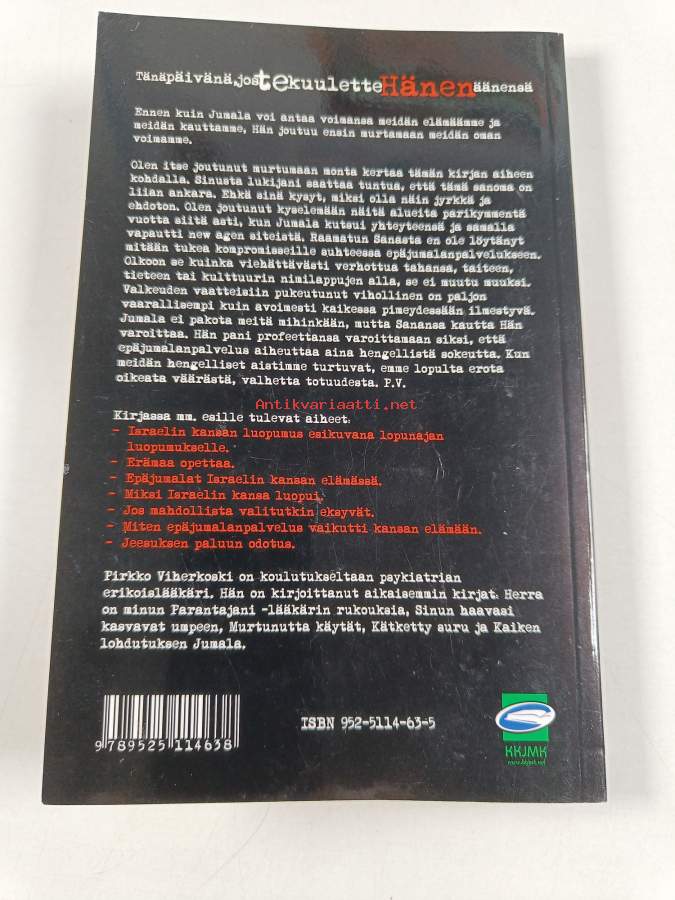 Tänäpäivänä,jos te kuulette Hänen äänensä
Ennen kuin Jumala voi antaa voimansa meidän elämäämme ja
meidän kauttamme, Hän joutuu ensin murtamaan meidän oman
voimamme.
Olen itse joutunut murtumaan monta kertaa tämän kirjan aiheen
kohdalla. Sinusta lukijani saattaa tuntua, että tämä sanoma on
liian ankara. Ehkä sinä kysyt, miksi olla näin jyrkkä ja
ehdoton. Olen joutunut kyselemään näitä alueita parikymmentä
vuotta siitä asti, kun Jumala kutsui yhteyteensä ja samalla
vapautti new agen siteistä. Raamatun Sanasta en ole löytänyt
mitään tukea kompromisseille suhteessa epäjumalanpalvelukseen.
Olkoon se kuinka viehättävästi verhottua tahansa, taiteen,
tieteen tai kulttuurin nimilappujen alla, se ei muutu muuksi.
Valkeuden vaatteisiin pukeutunut vihollinen on paljon
vaarallisempi kuin avoimesti kaikessa pimeydessään ilmestyvä.
Jumala ei pakota meitä mihinkään, mutta Sanansa kautta Hän
varoittaa. Hän pani profeettansa varoittamaan siksi, että
epäjumalanpalvelus aiheuttaa aina hengellistä sokeutta. Kun
meidän hengelliset aistimme turtuvat, emme lopulta erota
oikeata väärästä, valhetta totuudesta. P.V.
Antikvariaatti.net
Kirjassa mm. esille tulevat aiheet:
- Israelin kansan luopumus esikuvana lopunajan
luopumukselle.
- Erämaa opettaa.
- Epäjumalat Israelin kansan elämässä.
- Miksi Israelin kansa luopui.
- Jos mahdollista valitutkin eksyvät.
- Miten epäjumalanpalvelus vaikutti kansan elämään.
- Jeesuksen paluun odotus.
Pirkko Viherkoski on koulutukseltaan psykiatrian
erikoislääkäri. Hän on kirjoittanut aikaisemmin kirjat: Herra
on minun Parantajani -lääkärin rukouksia, Sinun haavasi
kasvavat umpeen, Murtunutta käytät, Kätketty suru ja Kaiken
lohdutuksen Jumala.
ISBN 952-5114-63-5
9 789525 114638
KKJMK